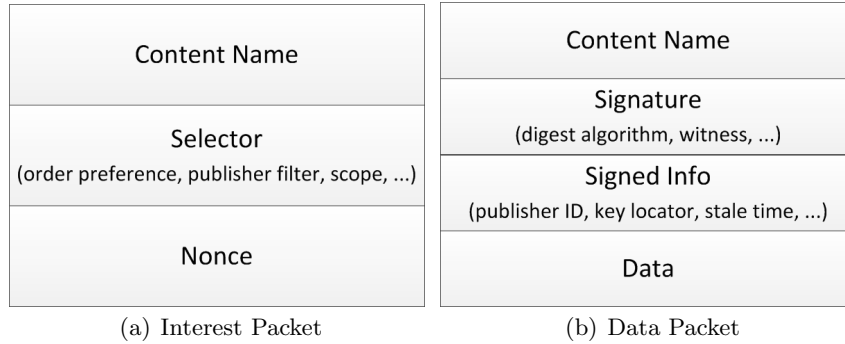 Content Name
Selector
(order preference, publisher filter, scope, ...)
Nonce
(a) Interest Packet
Content Name
Signature
(digest algorithm, witness, ...)
Signed Info
(publisher ID, key locator, stale time, ...)
Data
(b) Data Packet